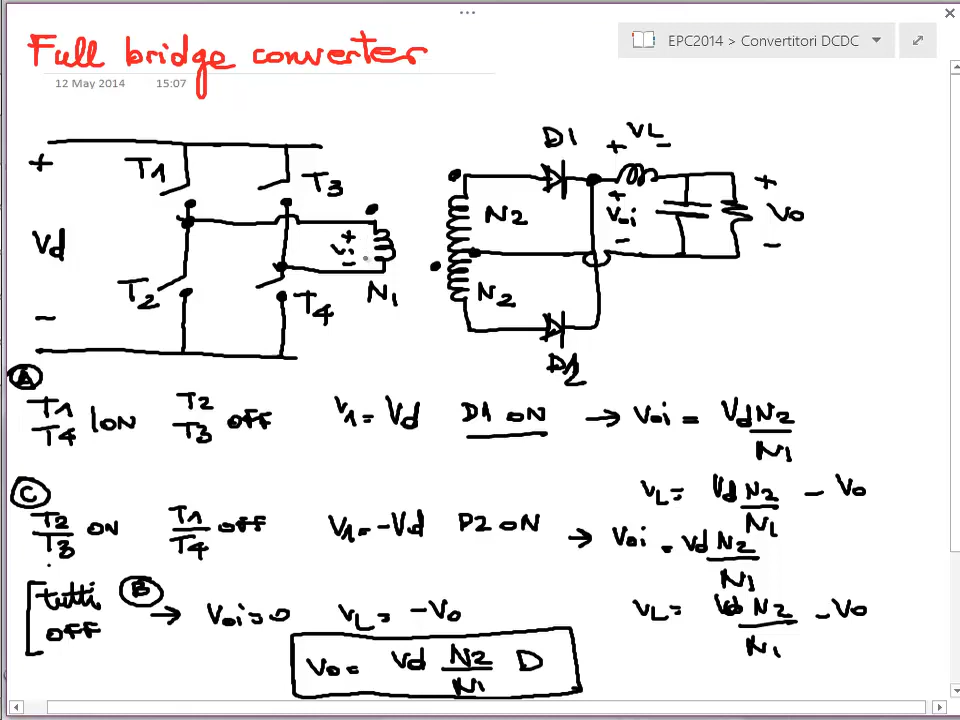 Full bridge converter
EPC2014 > Convertitori DCDC
12 May 2014 15:07
D1 + VL -
+ T1 T3 + Voi - + Vo -
Vd N2
+ Vi -
T2 T4 N1 N2
-
D2
A
T1 T4 ON T2 T3 OFF V1 = Vd D1 ON → Voi = Vd N2/N1
VL = Vd N2/N1 - Vo
C
T2 T3 ON T1 T4 OFF V1 = -Vd D2 ON → Voi = Vd N2/N1
tutti OFF B → Voi = 0 VL = -Vo
VL = Vd N2/N1 - Vo
Vo = Vd N2/N1 D